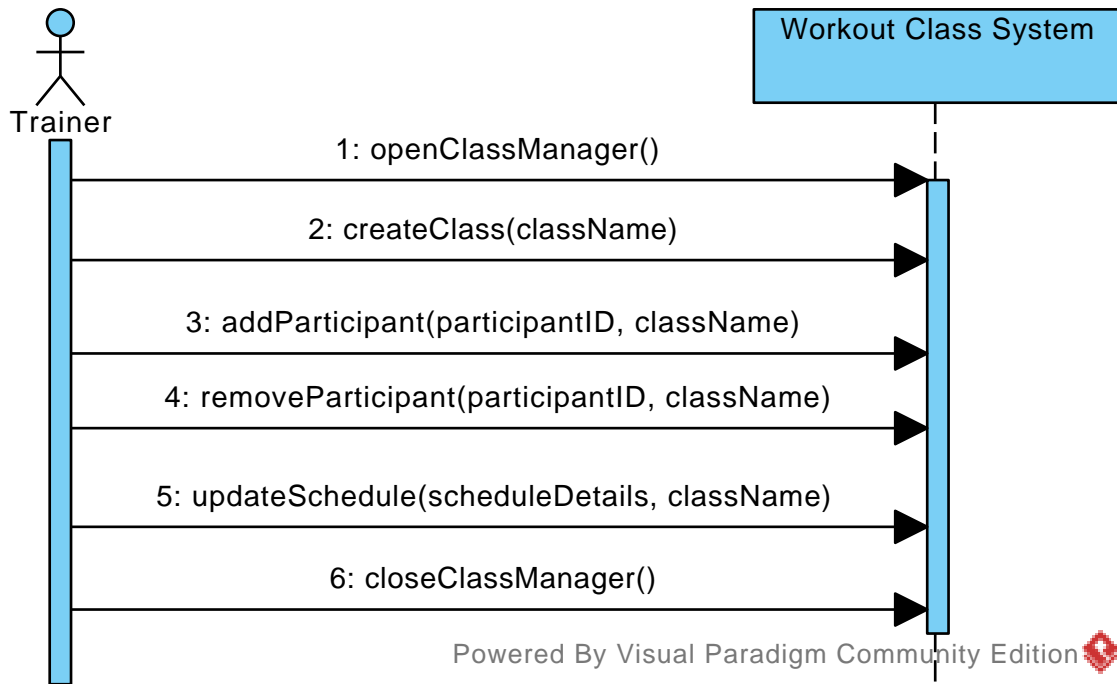 Workout Class System
Trainer
1: openClassManager()
2: createClass(className)
3: addParticipant(participantID, className)
4: removeParticipant(participantID, className)
5: updateSchedule(scheduleDetails, className)
6: closeClassManager()
Powered By Visual Paradigm Community Edition